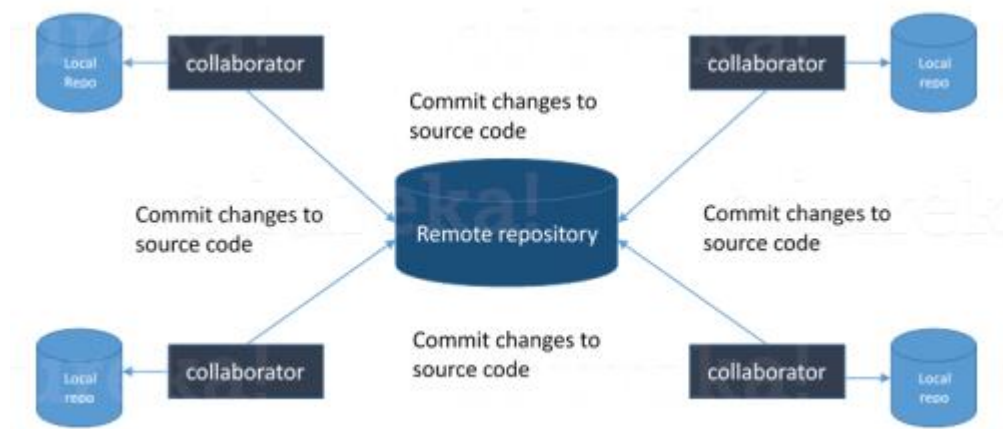 Local
Repo
collaborator
collaborator
Local
repo
Commit changes to
source code
Commit changes to
source code
Remote repository
Commit changes to
source code
Commit changes to
source code
Local
repo
collaborator
collaborator
Local
repo